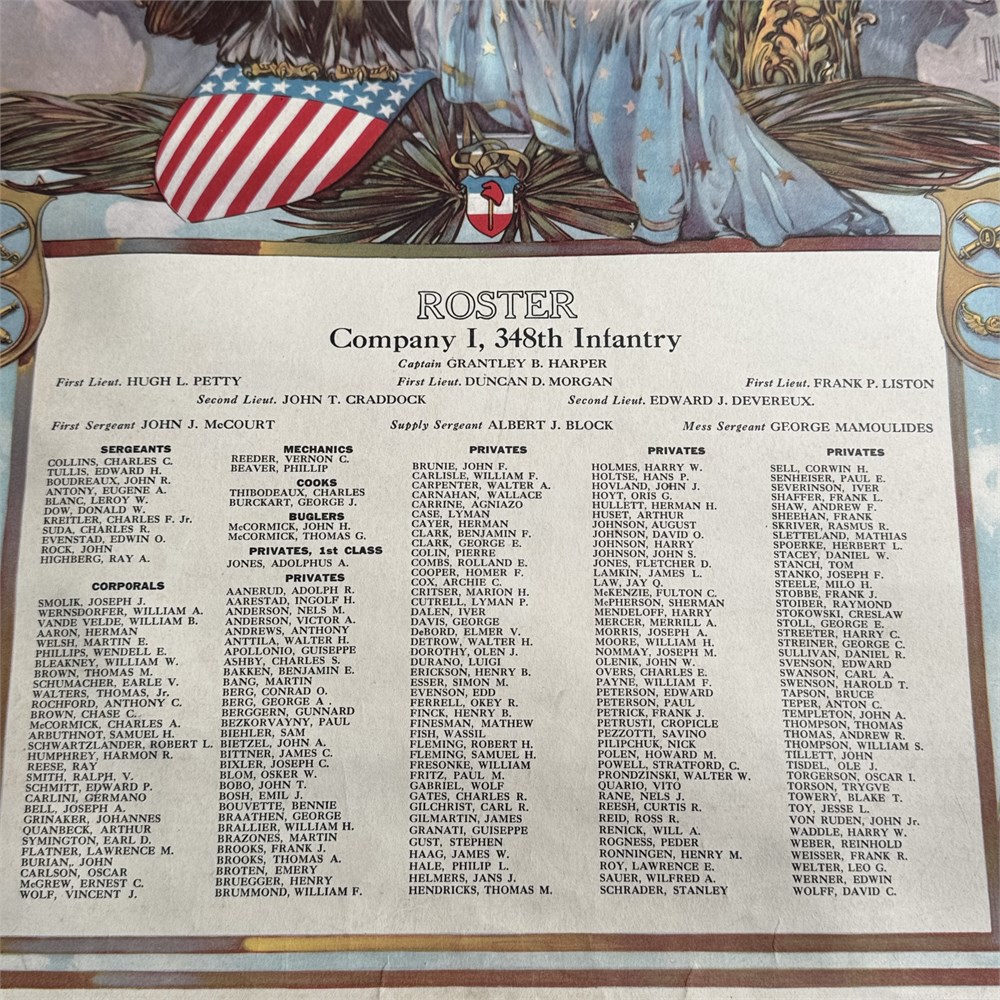 ROSTER
Company I, 348th Infantry
Captain GRANTLEY B. HARPER
First Lieut. HUGH L. PETTY
First Lieut. DUNCAN D. MORGAN
First Lieut. FRANK P. LISTON
Second Lieut. JOHN T. CRADDOCK
Second Lieut. EDWARD J. DEVEREUX.
First Sergeant JOHN J. McCOURT
Supply Sergeant ALBERT J. BLOCK
Mess Sergeant GEORGE MAMOULIDES
SERGEANTS
COLLINS, CHARLES C.
TULLIS, EDWARD H.
BOUDREAUX, JOHN R.
ANTONY, EUGENE A.
BLANC, LEROY W.
DOW, DONALD W.
KREITLER, CHARLES F. Jr.
SUDA, CHARLES R.
EVENSTAD, EDWIN O.
ROCK, JOHN
HIGHBERG, RAY A.
CORPORALS
SMOLIK, JOSEPH J.
WERNSDORFER, WILLIAM A.
VANDE VELDE, WILLIAM B.
AARON, HERMAN
WELSH, MARTIN E.
PHILLIPS, WENDELL E.
BLEAKNEY, WILLIAM W.
BROWN, THOMAS M.
SCHUMACHER, EARLE V.
WALTERS, THOMAS, Jr.
ROCHFORD, ANTHONY C.
BROWN, CHASE C.
McCORMICK, CHARLES A.
ARBUTHNOT, SAMUEL H.
SCHWARTZLANDER, ROBERT L.
HUMPHREY, HARMON R.
REESE, RAY
SMITH, RALPH, V.
SCHMITT, EDWARD P.
CARLINI, GERMANO
BELL, JOSEPH A.
GRINAKER, JOHANNES
QUANBECK, ARTHUR
SYMINGTON, EARL D.
FLATNER, LAWRENCE M.
BURIAN, JOHN
CARLSON, OSCAR
McGREW, ERNEST C.
WOLF, VINCENT J.
MECHANICS
REEDER, VERNON C.
BEAVER, PHILLIP
COOKS
THIBODEAUX, CHARLES
BURCKART, GEORGE J.
BUGLERS
McCORMICK, JOHN H.
McCORMICK, THOMAS G.
PRIVATES, 1st CLASS
JONES, ADOLPHUS A.
PRIVATES
AANERUD, ADOLPH R.
AARESTAD, INGOLF H.
ANDERSON, NELS M.
ANDERSON, VICTOR A.
ANDREWS, ANTHONY
ANTTILA, WALTER H.
APOLLONIO, GUISEPPE
ASHBY, CHARLES S.
BAKKEN, BENJAMIN E.
BANG, MARTIN
BERG, CONRAD O.
BERG, GEORGE A.
BERGGERN, GUNNARD
BEZKORVAYNY, PAUL
BIEHLER, SAM
BIETZEL, JOHN A.
BITTNER, JAMES C.
BIXLER, JOSEPH C.
BLOM, OSKER W.
BOBO, JOHN T.
BOSH, EMIL J.
BOUVETTE, BENNIE
BRAATHEN, GEORGE
BRALLIER, WILLIAM H.
BRAZONES, MARTIN
BROOKS, FRANK J.
BROOKS, THOMAS A.
BROTEN, EMERY
BRUEGGER, HENRY
BRUMMOND, WILLIAM F.
PRIVATES
BRUNIE, JOHN F.
CARLISLE, WILLIAM F.
CARPENTER, WALTER A.
CARNAHAN, WALLACE
CARRINE, AGNIAZO
CASE, LYMAN
CAYER, HERMAN
CLARK, BENJAMIN F.
CLARK, GEORGE E.
COLIN, PIERRE
COMBS, ROLLAND E.
COOPER, HOMER F.
COX, ARCHIE C.
CRITSER, MARION H.
CUTRELL, LYMAN P.
DALEN, IVER
DAVIS, GEORGE
DeBORD, ELMER V.
DETROW, WALTER H.
DOROTHY, OLEN J.
DURANO, LUIGI
ERICKSON, HENRY B.
ESSER, SIMON M.
EVENSON, EDD
FERRELL, OKEY R.
FINCK, HENRY B.
FINESMAN, MATHEW
FISH, WASSIL
FLEMING, ROBERT H.
FLEMING, SAMUEL H.
FRESONKE, WILLIAM
FRITZ, PAUL M.
GABRIEL, WOLF
GATES, CHARLES R.
GILCHRIST, CARL R.
GILMARTIN, JAMES
GRANATI, GUISEPPE
GUST, STEPHEN
HAAG, JAMES W.
HALE, PHILIP L.
HELMERS, JANS J.
HENDRICKS, THOMAS M.
PRIVATES
HOLMES, HARRY W.
HOLTSE, HANS P.
HOVLAND, JOHN J.
HOYT, ORIS G.
HULLETT, HERMAN H.
HUSET, ARTHUR
JOHNSON, AUGUST
JOHNSON, DAVID O.
JOHNSON, HARRY
JOHNSON, JOHN S.
JONES, FLETCHER D.
LAMKIN, JAMES L.
LAW, JAY Q.
McKENZIE, FULTON C.
McPHERSON, SHERMAN
MENDELOFF, HARRY
MERCER, MERRILL A.
MORRIS, JOSEPH A.
MOORE, WILLIAM H.
NOMMAY, JOSEPH M.
OLENIK, JOHN W.
OVERS, CHARLES E.
PAYNE, WILLIAM F.
PETERSON, EDWARD
PETERSON, PAUL
PETRICK, FRANK J.
PETRUSTI, CROPICLE
PEZZOTTI, SAVINO
PILIPCHUK, NICK
POLEN, HOWARD M.
POWELL, STRATFORD, C.
PRONDZINSKI, WALTER W.
QUARIO, VITO
RANE, NELS J.
REESH, CURTIS R.
REID, ROSS R.
RENICK, WILL A.
ROGNESS, PEDER
RONNINGEN, HENRY M.
ROY, LAWRENCE E.
SAUER, WILFRED A.
SCHRADER, STANLEY
PRIVATES
SELL, CORWIN H.
SENHEISER, PAUL E.
SEVERINSON, IVER
SHAFFER, FRANK L.
SHAW, ANDREW F.
SHEEHAN, FRANK
SKRIVER, RASMUS R.
SLETTELAND, MATHIAS
SPOERKE, HERBERT L.
STACEY, DANIEL W.
STANCH, TOM
STANKO, JOSEPH F.
STEELE, MILO H.
STOBBE, FRANK J.
STOIBER, RAYMOND
STOKOWSKI, CRESLAW
STOLL, GEORGE E.
STREETER, HARRY C.
STREINER, GEORGE C.
SULLIVAN, DANIEL R.
SVENSON, EDWARD
SWANSON, CARL A.
SWENSON, HAROLD T.
TAPSON, BRUCE
TEPER, ANTON C.
TEMPLETON, JOHN A.
THOMPSON, THOMAS
THOMAS, ANDREW R.
THOMPSON, WILLIAM S.
TILLETT, JOHN
TISDEL, OLE J.
TORGERSON, OSCAR I.
TORSON, TRYGVE
TOWERY, BLAKE T.
TOY, JESSE L.
VON RUDEN, JOHN Jr.
WADDLE, HARRY W.
WEBER, REINHOLD
WEISSER, FRANK R.
WELTER, LEO G.
WERNER, EDWIN
WOLFF, DAVID C.